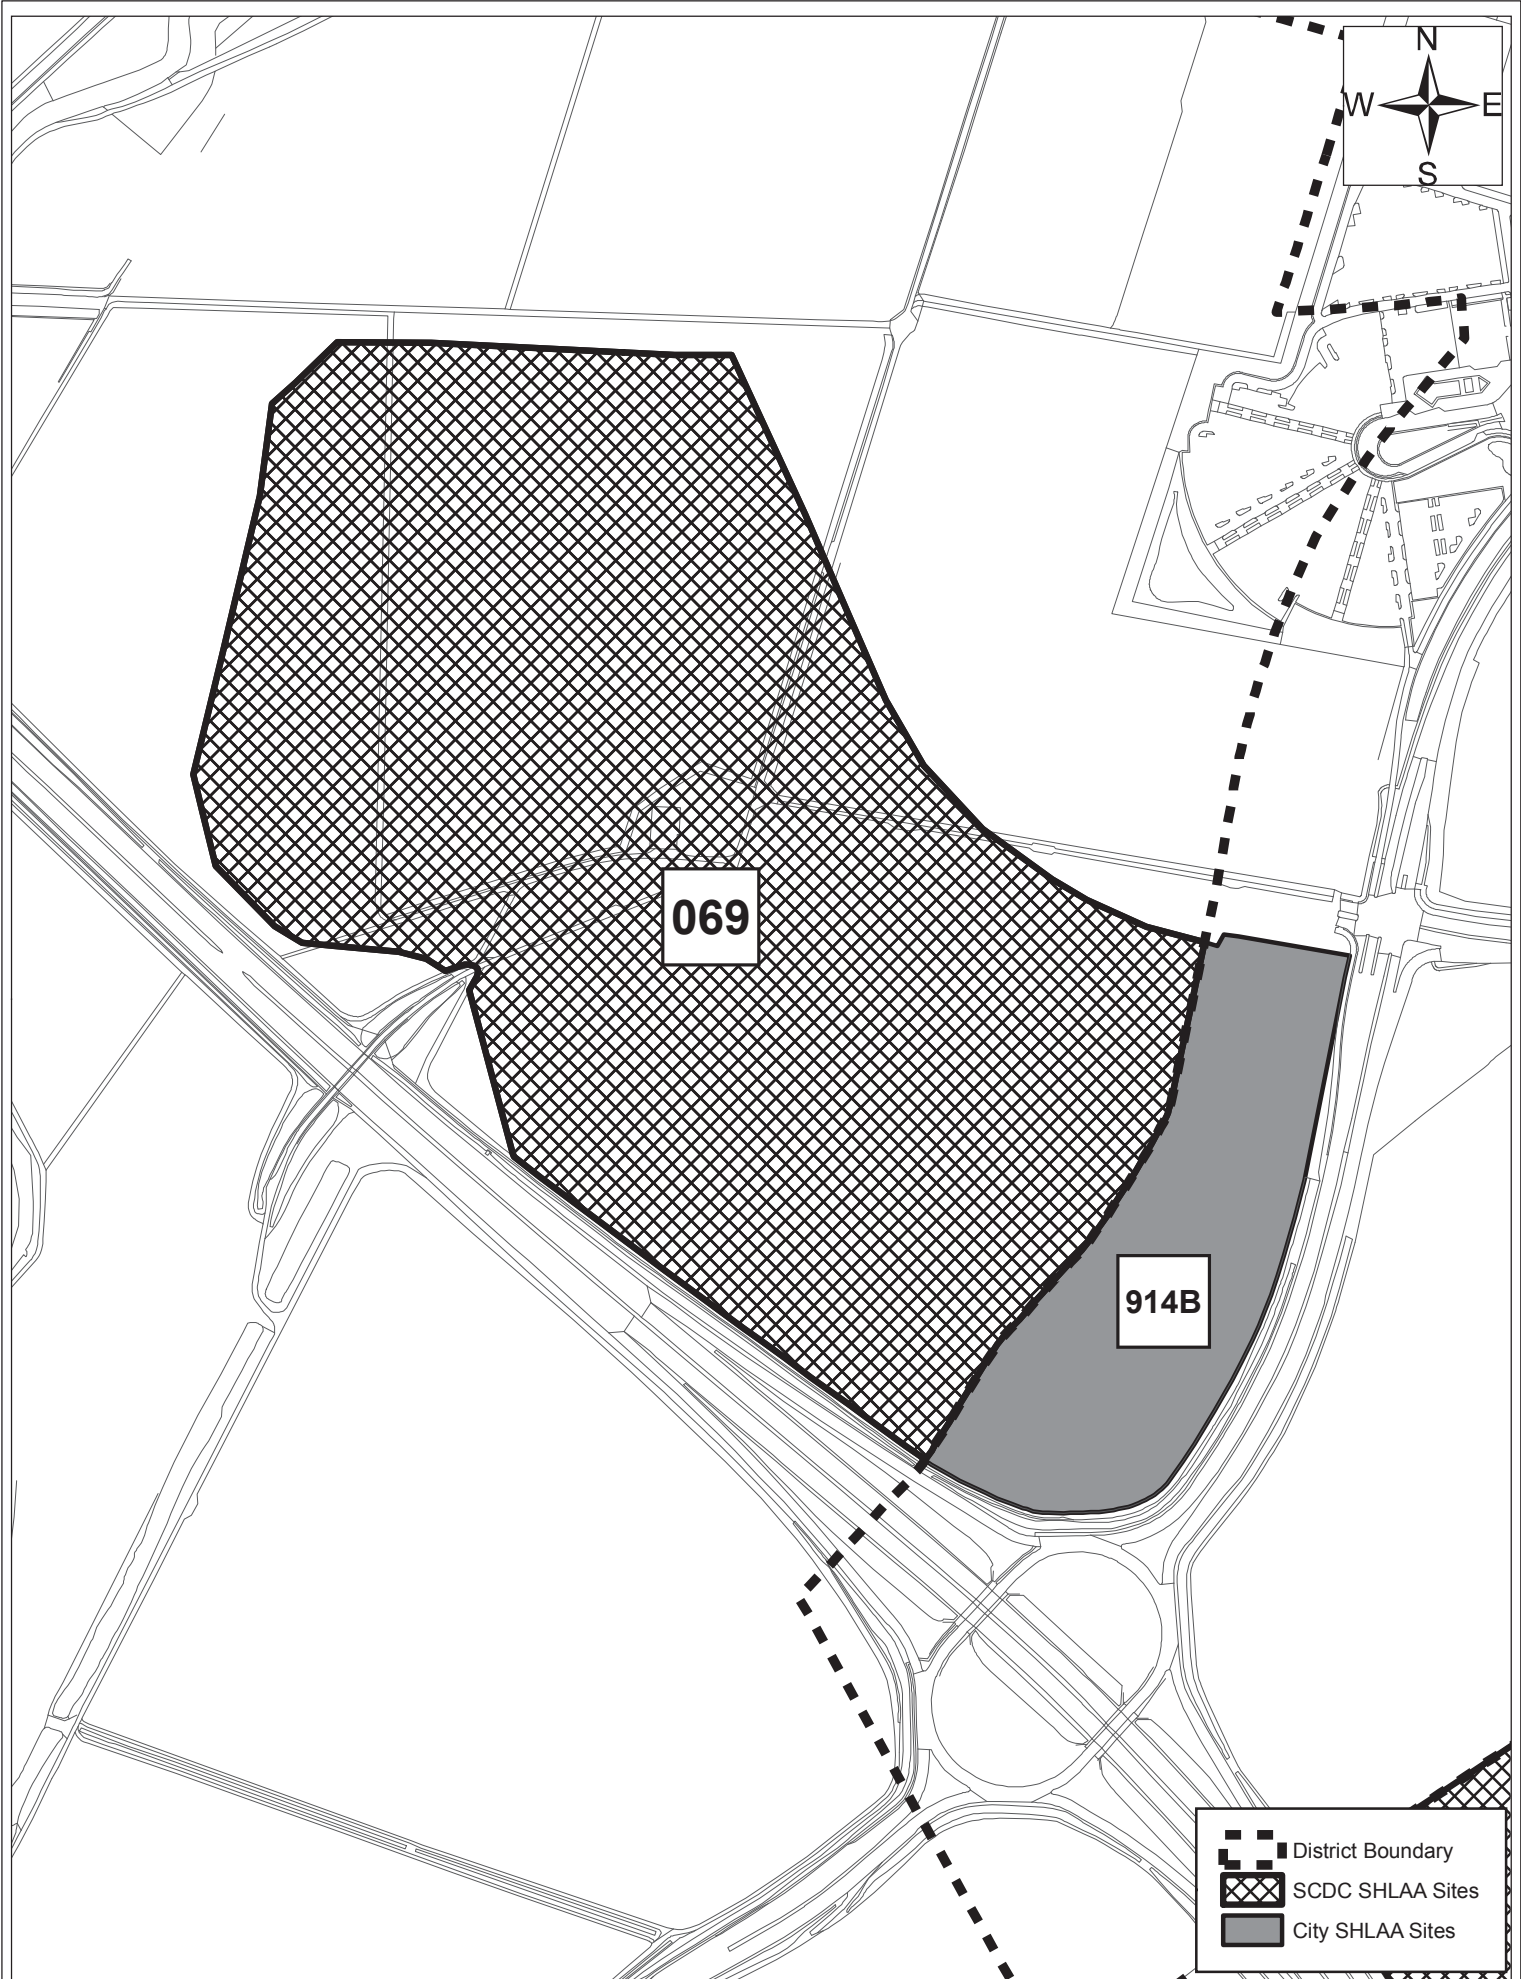 N
W E
S
069
914B
District Boundary
SCDC SHLAA Sites
City SHLAA Sites